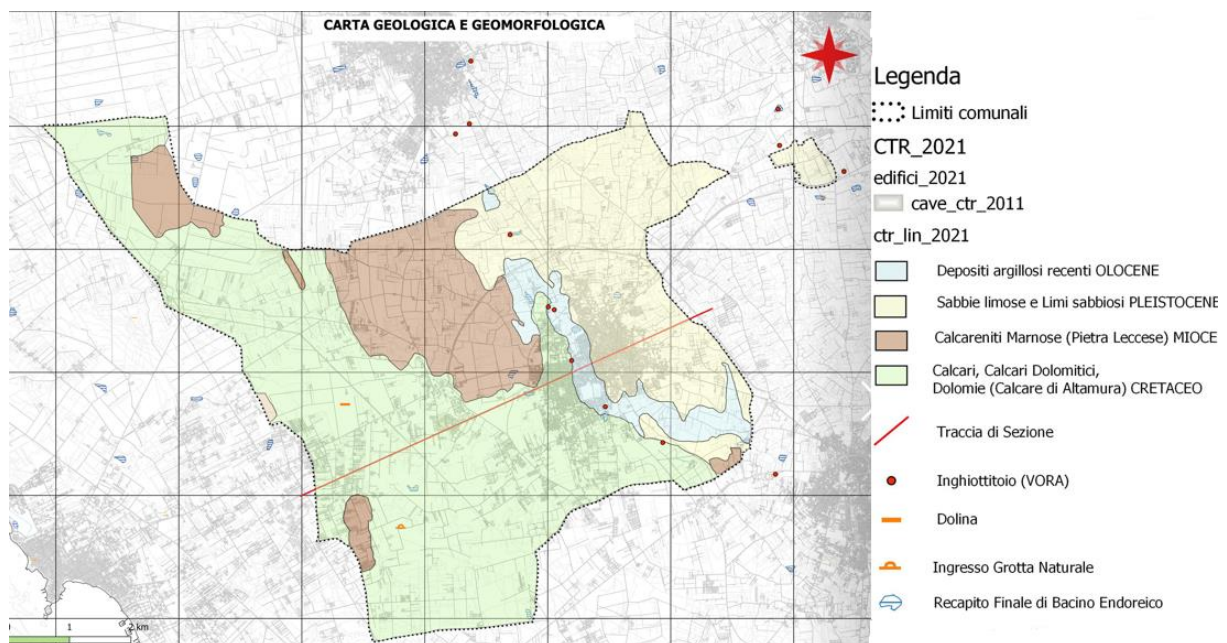 CARTA GEOLOGICA E GEOMORFOLOGICA
Legenda
Limiti comunali
CTR_2021
edifici_2021
cave_ctr_2011
ctr_lin_2021
Depositi argillosi recenti OLOCENE
Sabbie limose e Limi sabbiosi PLEISTOCENE
Calcareniti Marnose (Pietra Leccese) MIOCE
Calcari, Calcari Dolomitici,
Dolomie (Calcare di Altamura) CRETACEO
Traccia di Sezione
Inghiottitoio (VORA)
Dolina
Ingresso Grotta Naturale
Recapito Finale di Bacino Endoreico
0 1 2 km